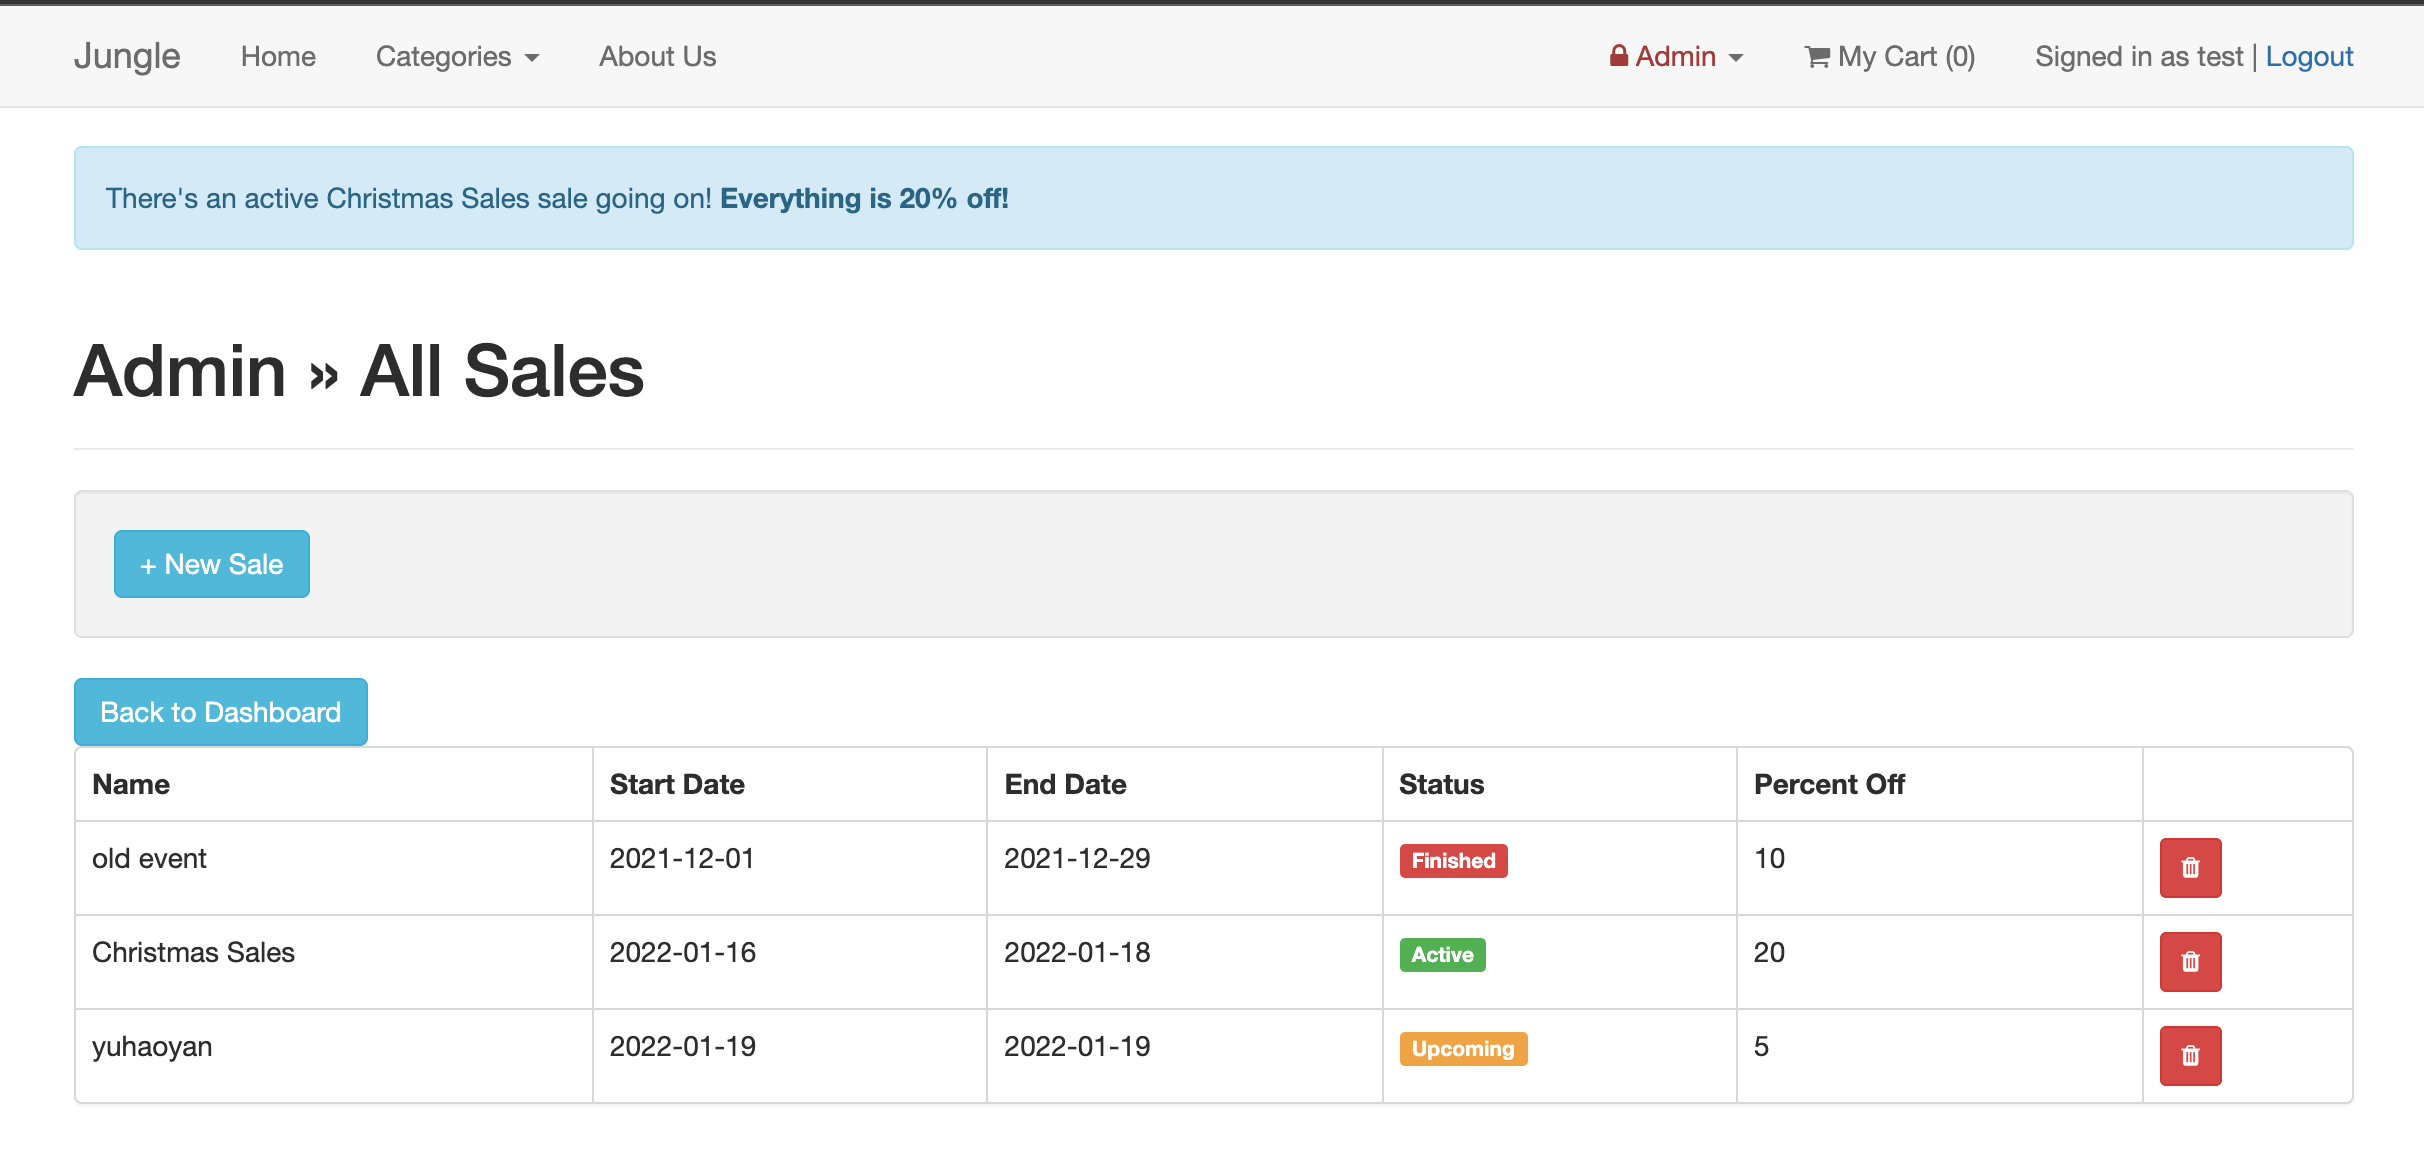 Jungle Home Categories About Us Admin My Cart (0) Signed in as test | Logout
There's an active Christmas Sales sale going on! Everything is 20% off!
Admin » All Sales
+ New Sale
Back to Dashboard
Name Start Date End Date Status Percent Off
old event 2021-12-01 2021-12-29 Finished 10
Christmas Sales 2022-01-16 2022-01-18 Active 20
yuhaoyan 2022-01-19 2022-01-19 Upcoming 5